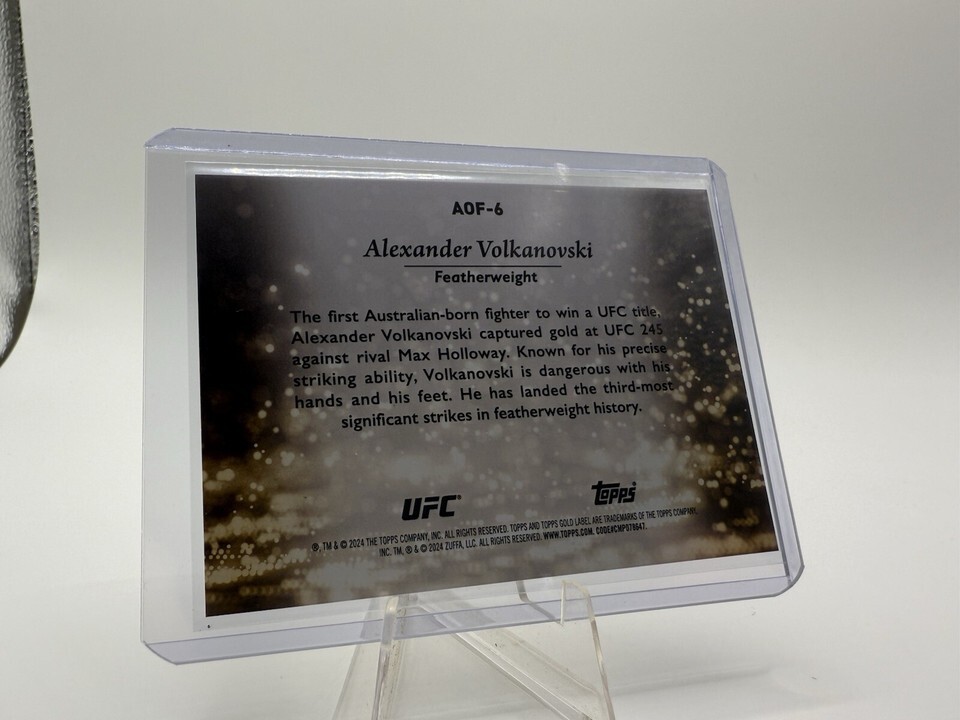 AOF-6
Alexander Volkanovski
Featherweight
The first Australian-born fighter to win a UFC title,
Alexander Volkanovski captured gold at UFC 245
against rival Max Holloway. Known for his precise
striking ability, Volkanovski is dangerous with his
hands and his feet. He has landed the third-most
significant strikes in featherweight history.
UFC®
Topps®
®, TM & © 2024 THE TOPPS COMPANY, INC. ALL RIGHTS RESERVED. TOPPS AND TOPPS GOLD LABEL ARE TRADEMARKS OF THE TOPPS COMPANY,
INC. TM, ® & © 2024 ZUFFA, LLC. ALL RIGHTS RESERVED. WWW.TOPPS.COM. CODE#CMP078641.